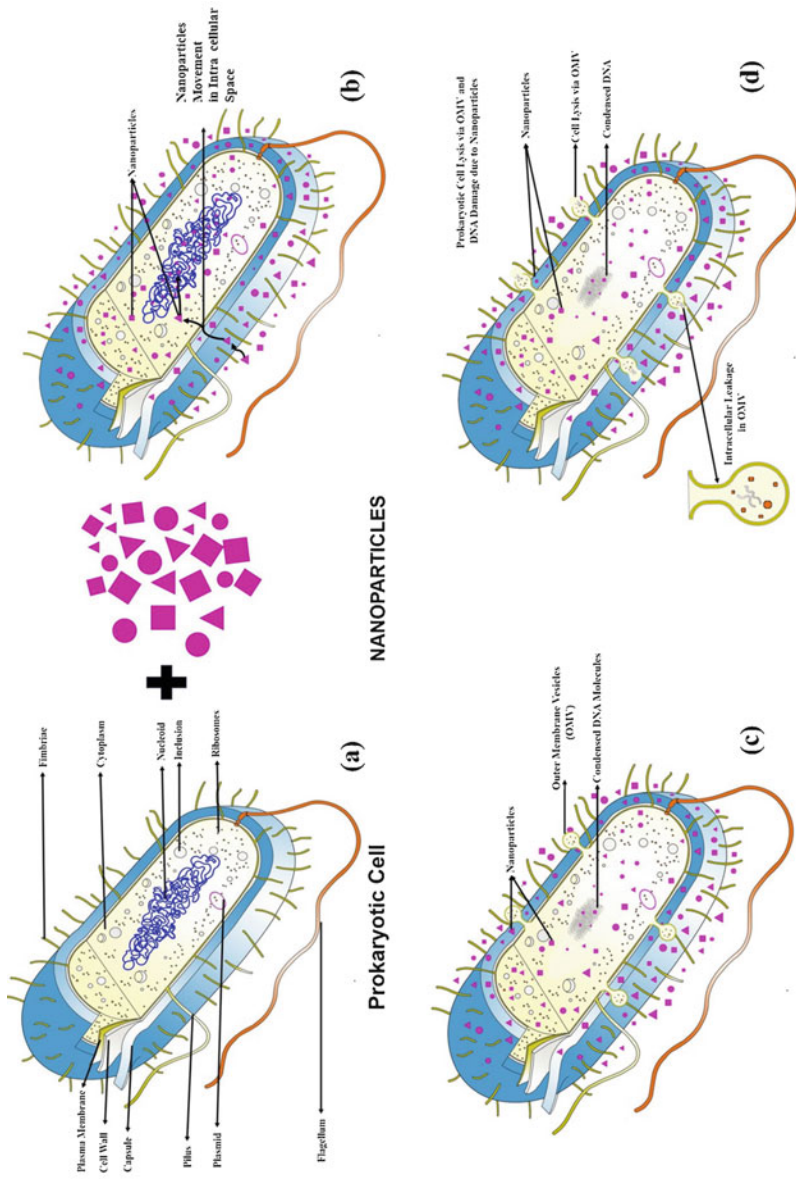 Fimbriae
Cytoplasm
Nucleoid
Inclusion
Ribosomes
Plasma Membrane
Cell Wall
Capsule
Pilus
Plasmid
Flagellum
(a)
Prokaryotic Cell
NANOPARTICLES
Nanoparticles
Nanoparticles
Movement
in Intra cellular
Space
(b)
Nanoparticles
Outer Membrane Vesicles
(OMV)
Condensed DNA Molecules
(c)
Prokaryotic Cell Lysis via OMV and
DNA Damage due to Nanoparticles
Nanoparticles
Cell Lysis via OMV
Condensed DNA
Intracellular Leakage
in OMV
(d)